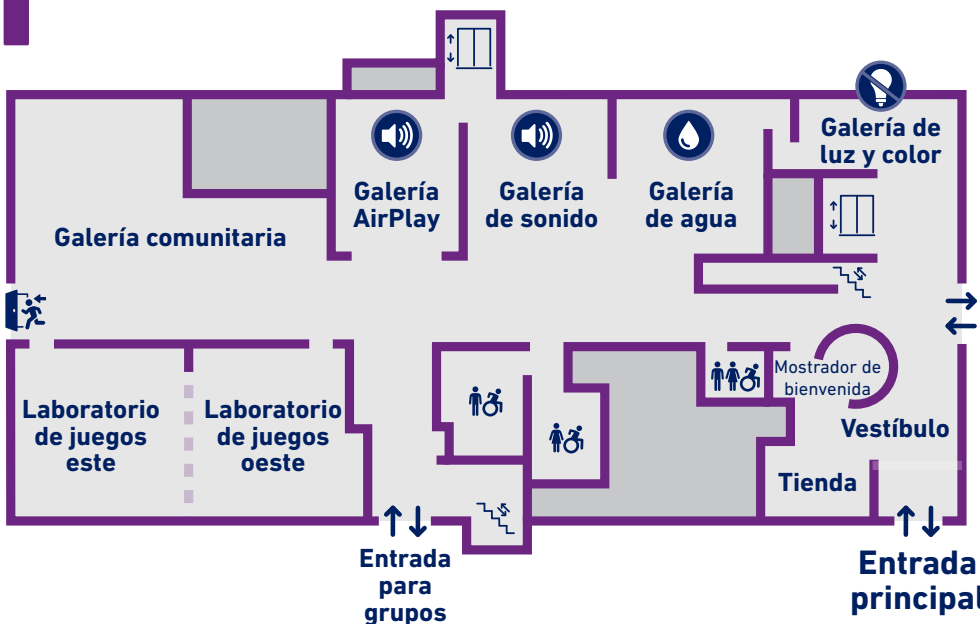 Galería de
luz y color
Galería
AirPlay
Galería
de sonido
Galería
de agua
Galería comunitaria
Mostrador de
bienvenida
Laboratorio
de juegos
este
Laboratorio
de juegos
oeste
Vestíbulo
Tienda
Entrada
para
grupos
Entrada
principal